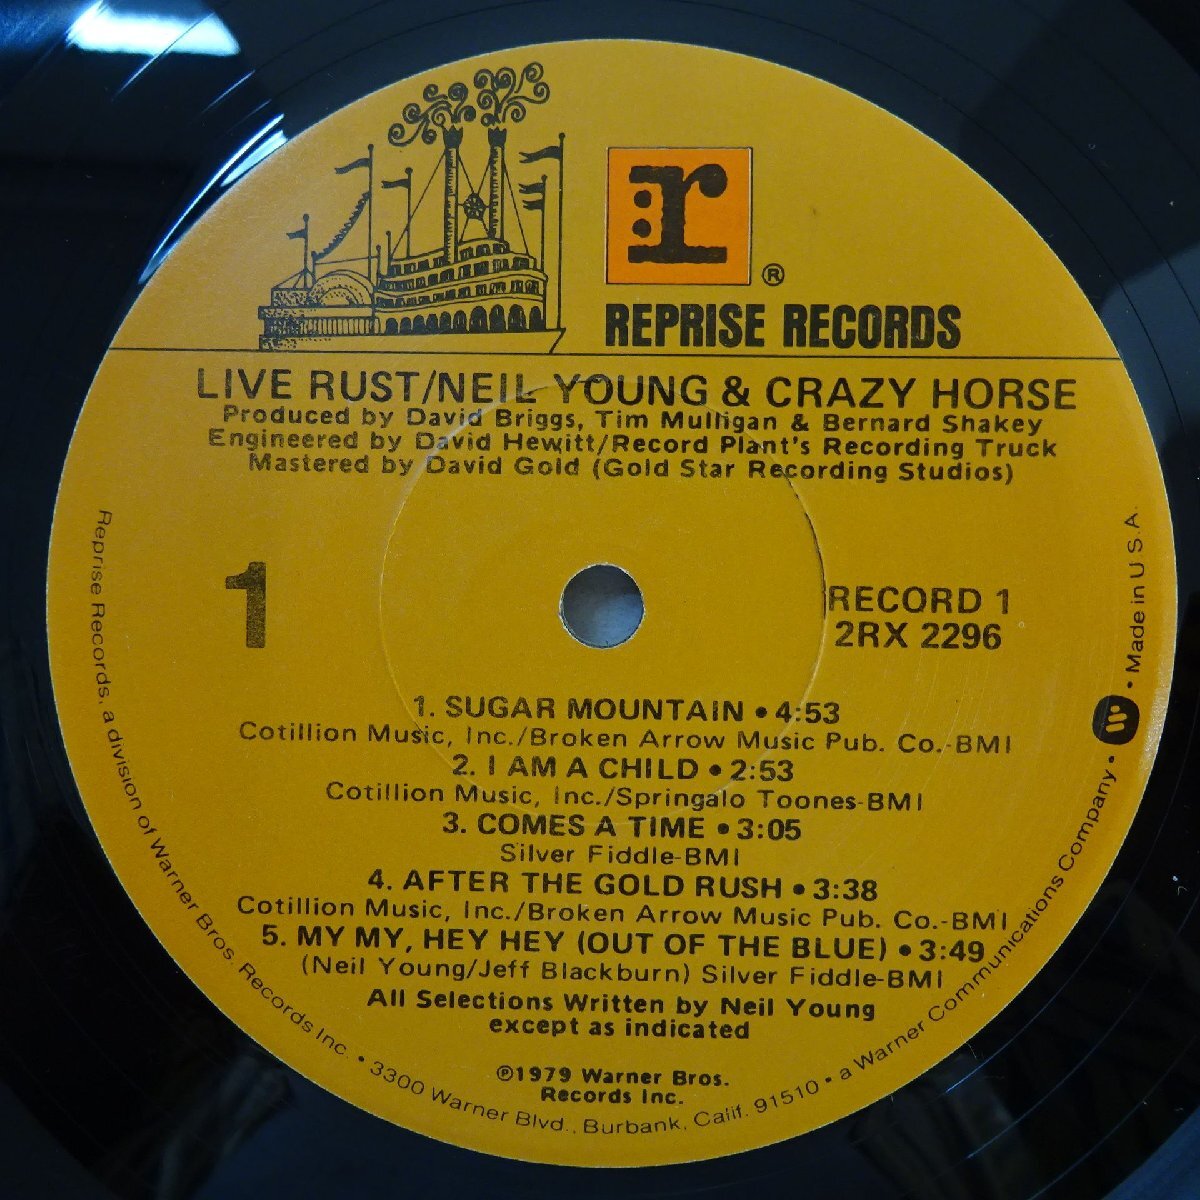 r
®
REPRISE RECORDS
LIVE RUST/NEIL YOUNG & CRAZY HORSE
Produced by David Briggs, Tim Mulligan & Bernard Shakey
Engineered by David Hewitt/Record Plant's Recording Truck
Mastered by David Gold (Gold Star Recording Studios)
1
RECORD 1
2RX 2296
1. SUGAR MOUNTAIN • 4:53
Cotillion Music, Inc./Broken Arrow Music Pub. Co.-BMI
2. I AM A CHILD • 2:53
Cotillion Music, Inc./Springalo Toones-BMI
3. COMES A TIME • 3:05
Silver Fiddle-BMI
4. AFTER THE GOLD RUSH • 3:38
Cotillion Music, Inc./Broken Arrow Music Pub. Co.-BMI
5. MY MY, HEY HEY (OUT OF THE BLUE) • 3:49
(Neil Young/Jeff Blackburn) Silver Fiddle-BMI
All Selections Written by Neil Young
except as indicated
℗1979 Warner Bros.
Records Inc.
Reprise Records, a division of Warner Bros. Records Inc. • 3300 Warner Blvd., Burbank, Calif. 91510 • a Warner Communications Company • W • Made in U.S.A.